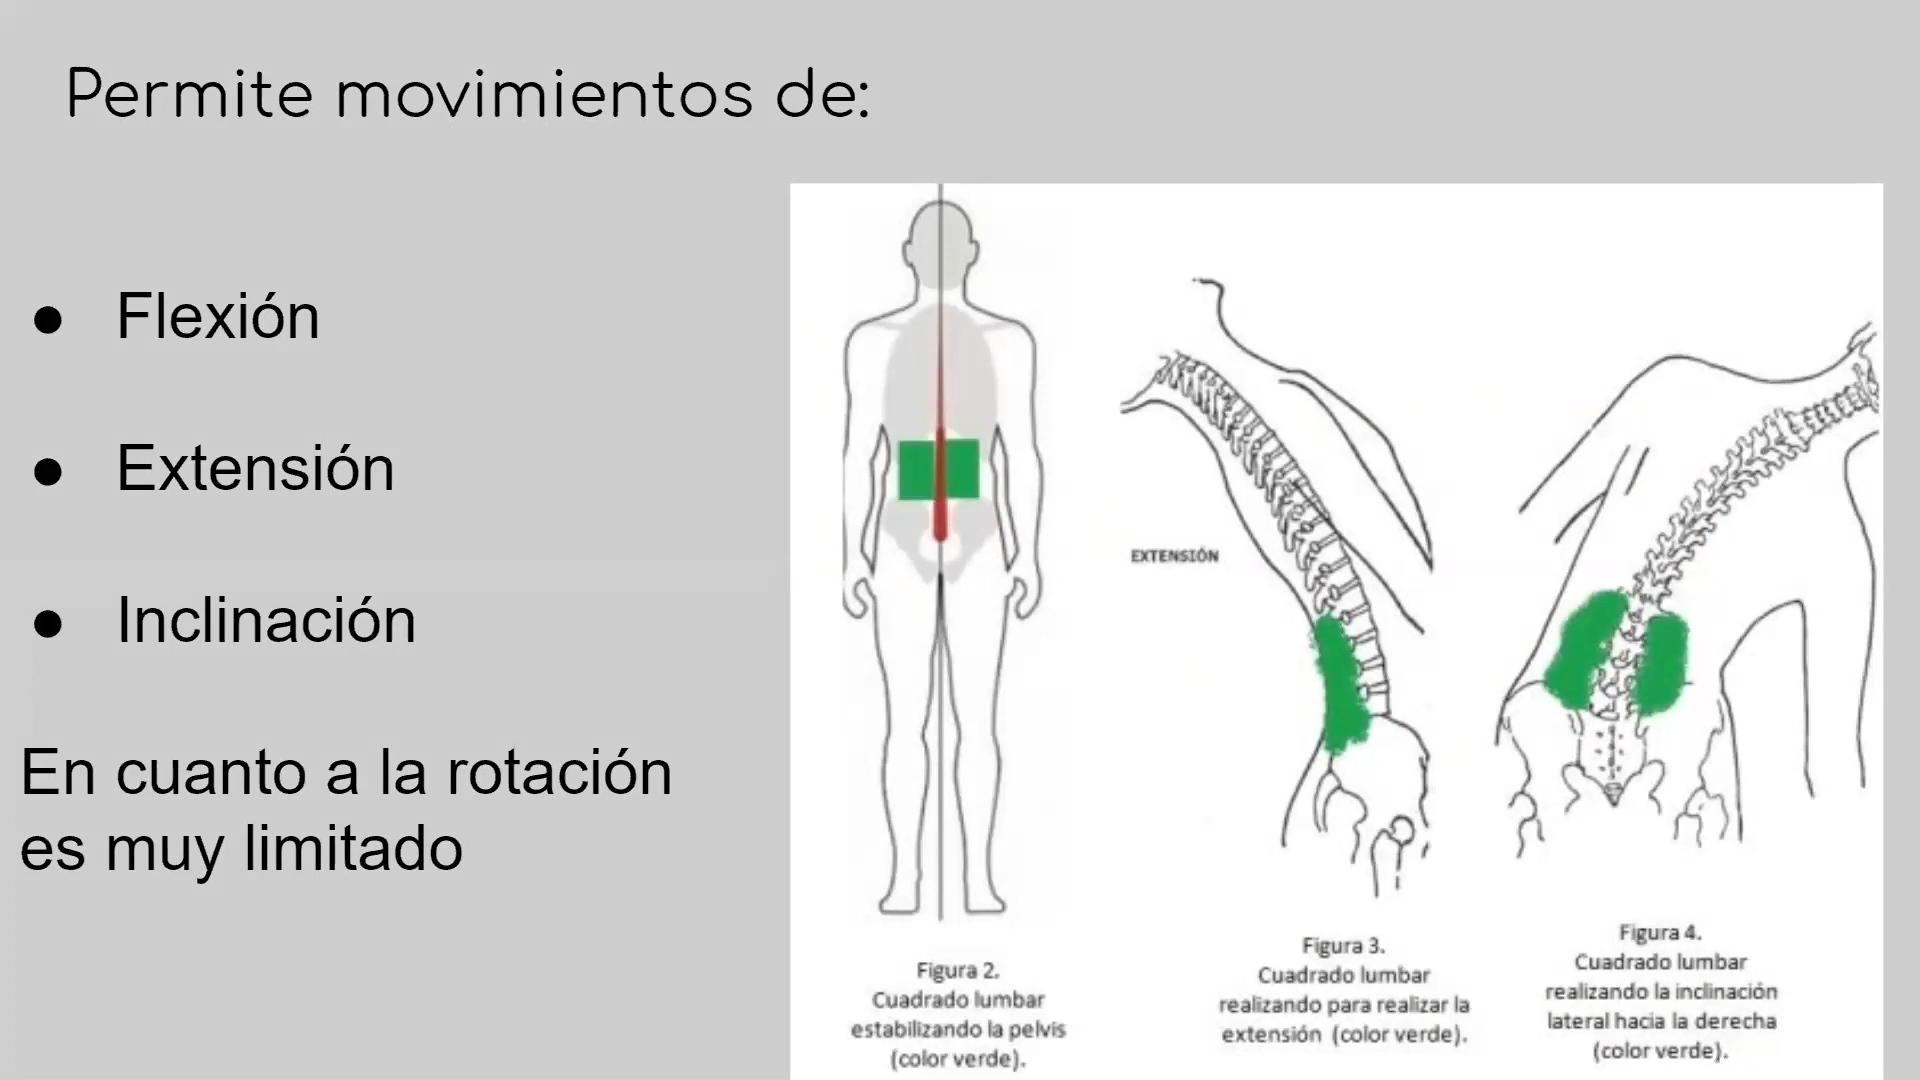 Permite movimientos de:
● Flexión
● Extensión
● Inclinación
En cuanto a la rotación
es muy limitado
EXTENSIÓN
Figura 2.
Cuadrado lumbar
estabilizando la pelvis
(color verde).
Figura 3.
Cuadrado lumbar
realizando para realizar la
extensión (color verde).
Figura 4.
Cuadrado lumbar
realizando la inclinación
lateral hacia la derecha
(color verde).